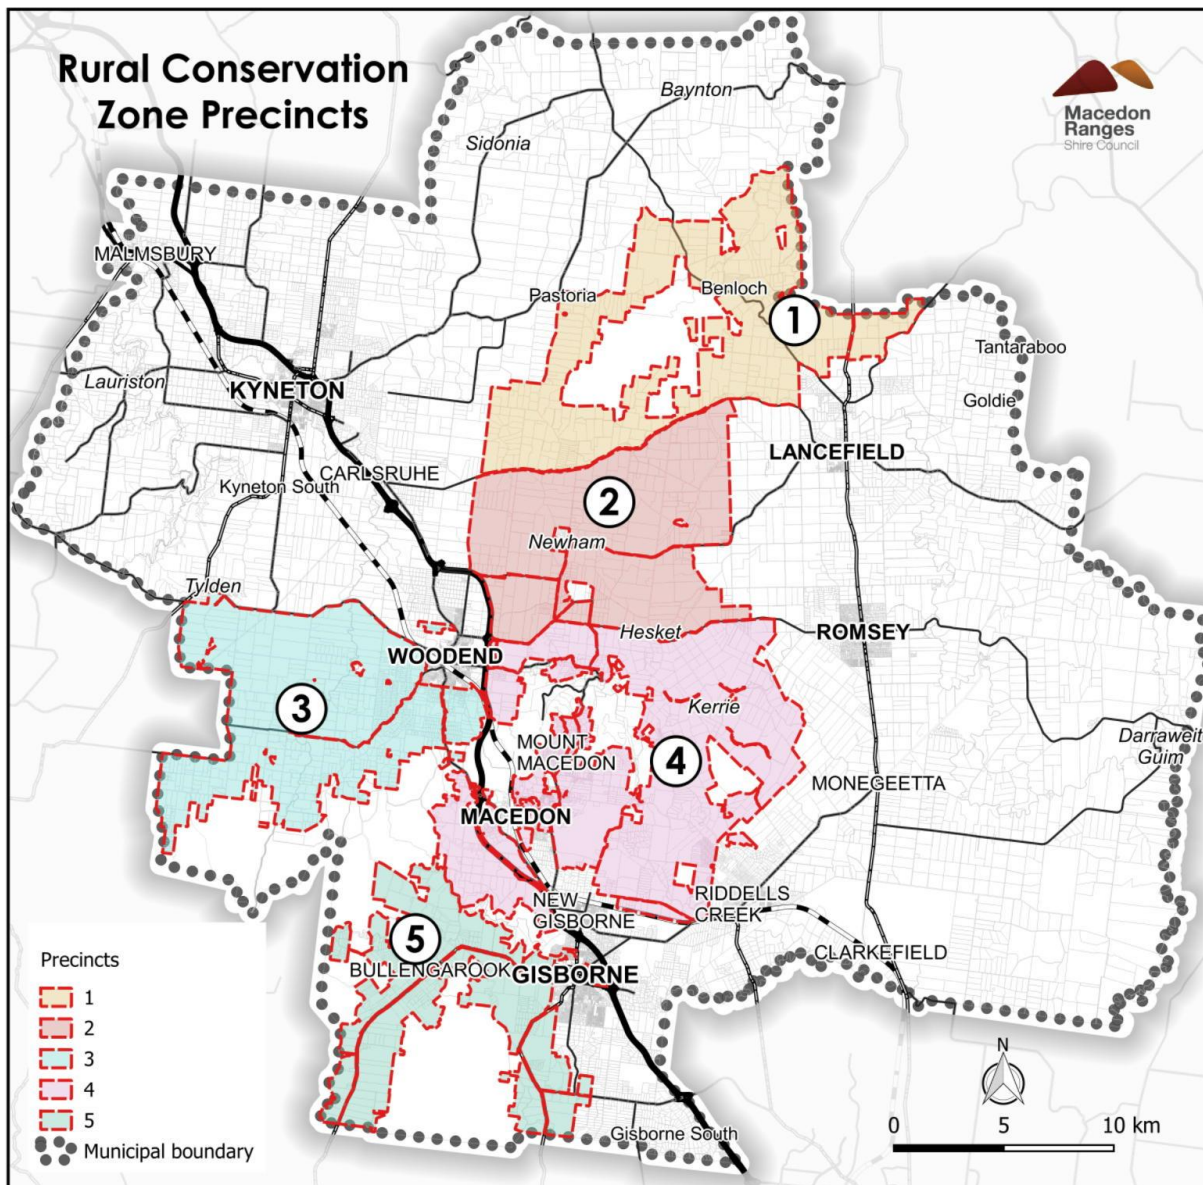 Rural Conservation
Zone Precincts
Macedon
Ranges
Shire Council
Baynton
Sidonia
MALMSBURY
Pastoria
Benloch
1
Tantaraboo
Lauriston
KYNETON
Goldie
LANCEFIELD
CARLSRUHE
Kyneton South
2
Newham
Tylden
Hesket
ROMSEY
WOODEND
3
Kerrie
MOUNT
MACEDON
4
Darraweit
Guim
MONEGEETTA
MACEDON
NEW
GISBORNE
RIDDELLS
CREEK
5
BULLENGAROOK
GISBORNE
CLARKEFIELD
Gisborne South
Precincts
1
2
3
4
5
Municipal boundary
N
0 5 10 km